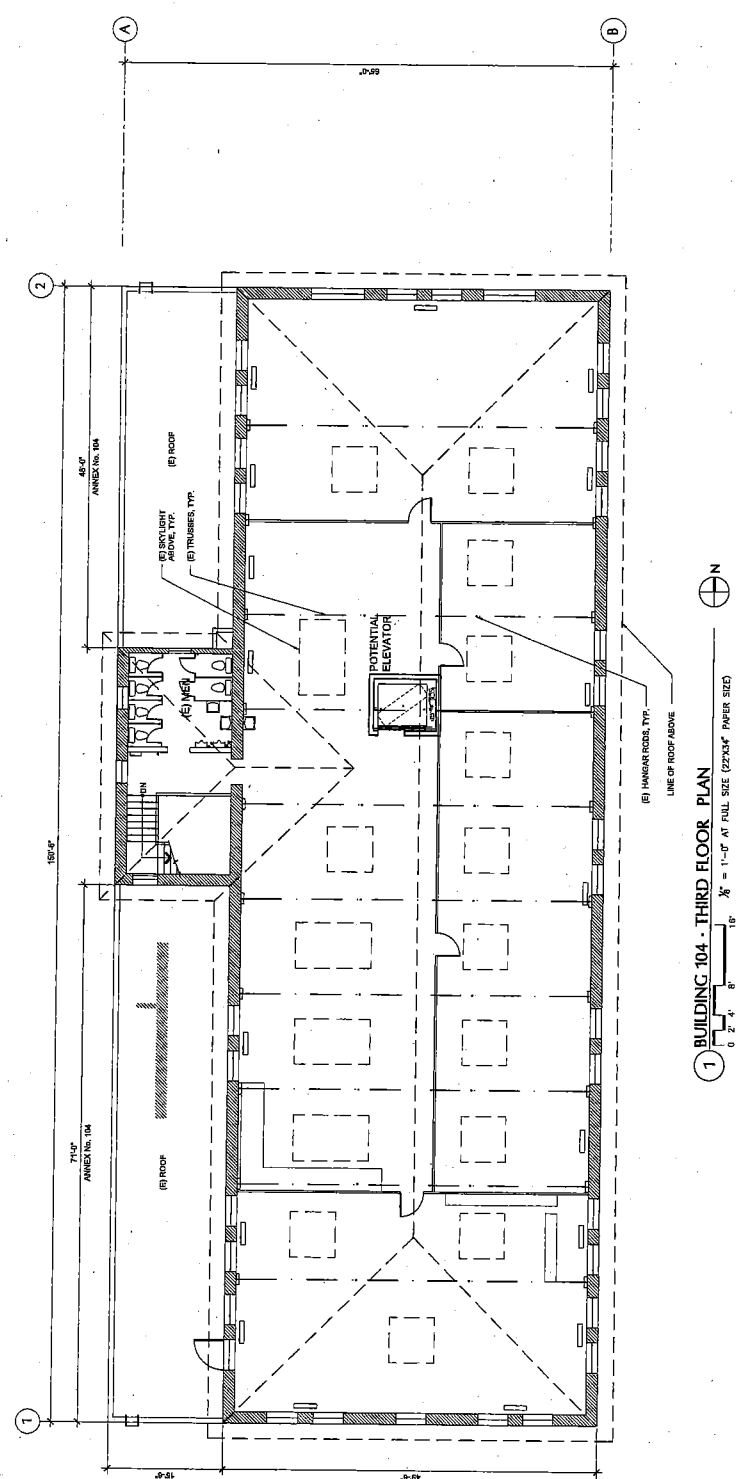 A
B
65'-0"
2
48'-0"
ANNEX No. 104
(E) ROOF
(E) SKYLIGHT
ABOVE, TYP.
(E) TRUSSES, TYP.
150'-6"
(E) MEN
DN
POTENTIAL
ELEVATOR
71'-0"
ANNEX No. 104
(E) ROOF
(E) HANGAR RODS, TYP.
LINE OF ROOF ABOVE
1
15'-6"
49'-6"
1
BUILDING 104 - THIRD FLOOR PLAN
⅛" = 1'-0" AT FULL SIZE (22"X34" PAPER SIZE)
0 2' 4' 8' 16'
N